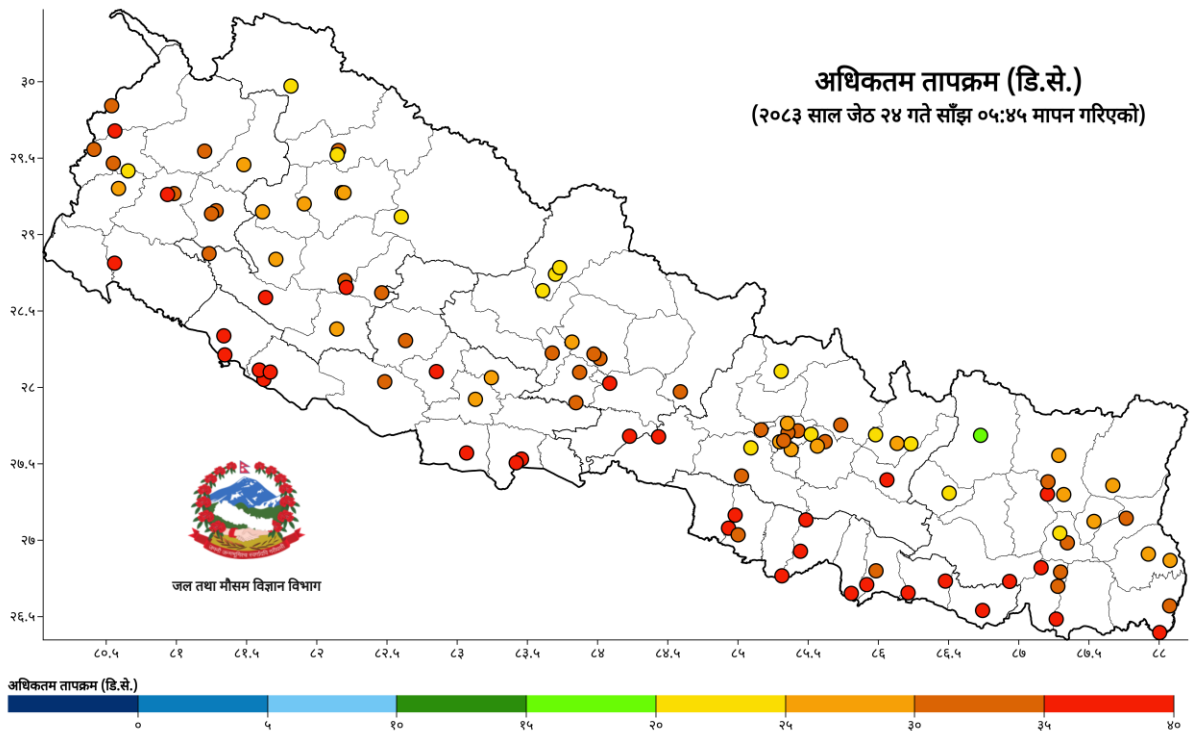 अधिकतम तापक्रम (डि.से.)
(२०८३ साल जेठ २४ गते साँझ ०५:४५ मापन गरिएको)
३०
२९.५
२९
२८.५
२८
२७.५
२७
२६.५
जल तथा मौसम विज्ञान विभाग
८०.५ ८१ ८१.५ ८२ ८२.५ ८३ ८३.५ ८४ ८४.५ ८५ ८५.५ ८६ ८६.५ ८७ ८७.५ ८८
अधिकतम तापक्रम (डि.से.)
० ५ १० १५ २० २५ ३० ३५ ४०